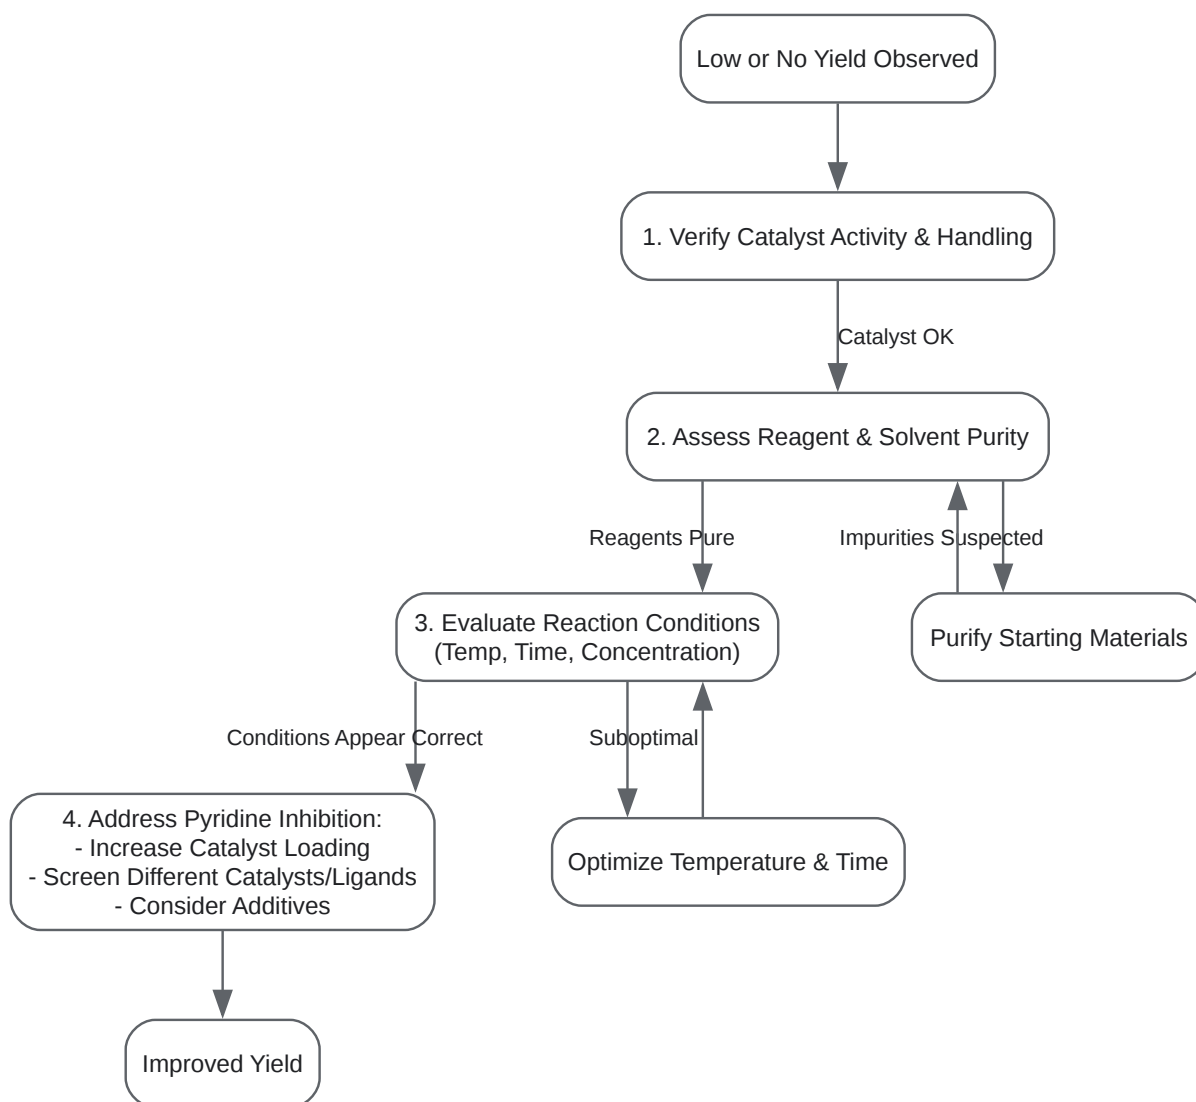 Low or No Yield Observed
1. Verify Catalyst Activity & Handling
Catalyst OK
2. Assess Reagent & Solvent Purity
Reagents Pure
Impurities Suspected
3. Evaluate Reaction Conditions
(Temp, Time, Concentration)
Purify Starting Materials
Conditions Appear Correct
Suboptimal
4. Address Pyridine Inhibition:
- Increase Catalyst Loading
- Screen Different Catalysts/Ligands
- Consider Additives
Optimize Temperature & Time
Improved Yield